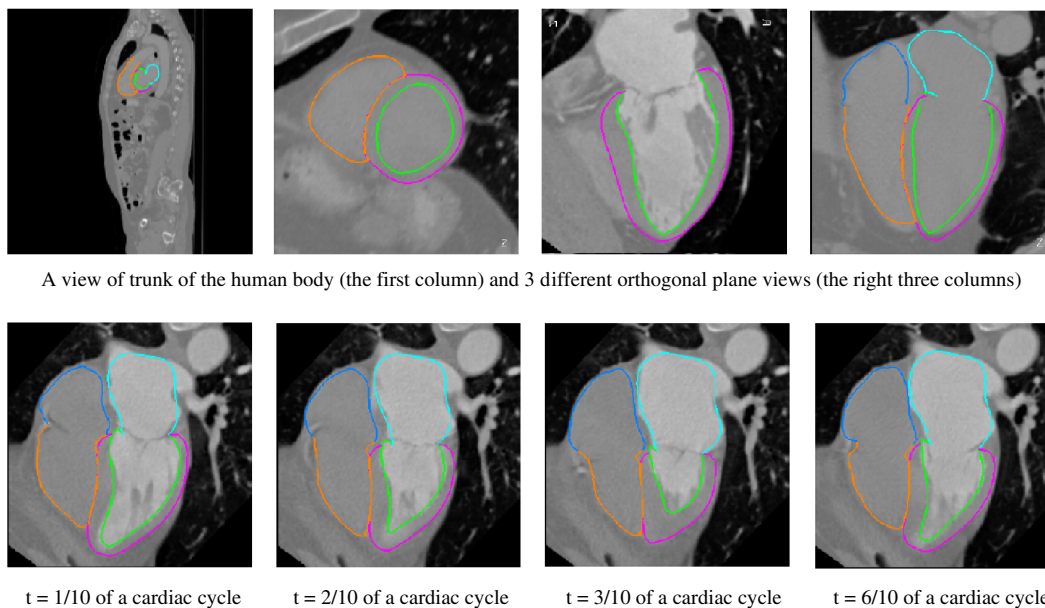 A view of trunk of the human body (the first column) and 3 different orthogonal plane views (the right three columns)
t = 1/10 of a cardiac cycle t = 2/10 of a cardiac cycle t = 3/10 of a cardiac cycle t = 6/10 of a cardiac cycle